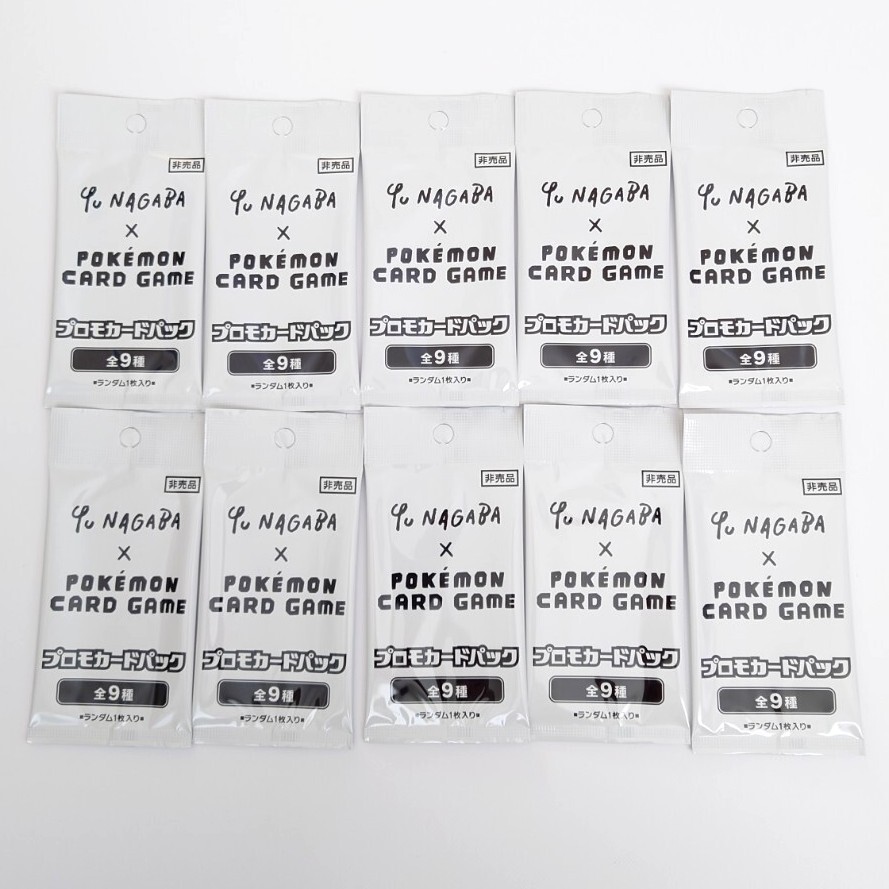 非売品
Yu NAGABA
×
POKÉMON
CARD GAME
プロモカードパック
全9種
■ランダム1枚入り■
非売品
Yu NAGABA
×
POKÉMON
CARD GAME
プロモカードパック
全9種
■ランダム1枚入り■
非売品
Yu NAGABA
×
POKÉMON
CARD GAME
プロモカードパック
全9種
■ランダム1枚入り■
非売品
Yu NAGABA
×
POKÉMON
CARD GAME
プロモカードパック
全9種
■ランダム1枚入り■
非売品
Yu NAGABA
×
POKÉMON
CARD GAME
プロモカードパック
全9種
■ランダム1枚入り■
非売品
Yu NAGABA
×
POKÉMON
CARD GAME
プロモカードパック
全9種
■ランダム1枚入り■
非売品
Yu NAGABA
×
POKÉMON
CARD GAME
プロモカードパック
全9種
■ランダム1枚入り■
非売品
Yu NAGABA
×
POKÉMON
CARD GAME
プロモカードパック
全9種
■ランダム1枚入り■
非売品
Yu NAGABA
×
POKÉMON
CARD GAME
プロモカードパック
全9種
■ランダム1枚入り■
非売品
Yu NAGABA
×
POKÉMON
CARD GAME
プロモカードパック
全9種
■ランダム1枚入り■